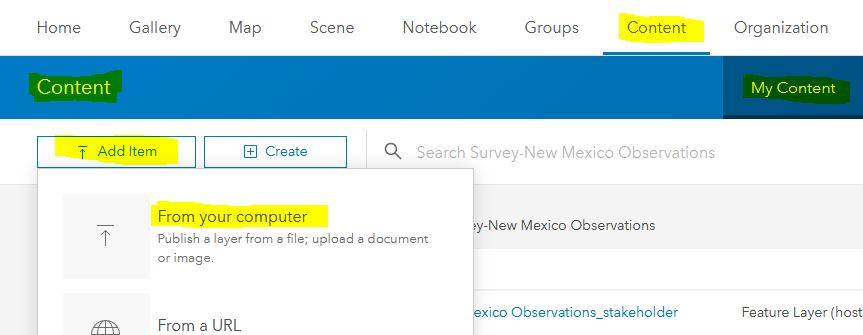 Home Gallery Map Scene Notebook Groups Content Organization
Content My Content
Add Item Create Search Survey-New Mexico Observations
From your computer
Publish a layer from a file; upload a document
or image.
ey-New Mexico Observations
From a URL
exico Observations_stakeholder Feature Layer (host